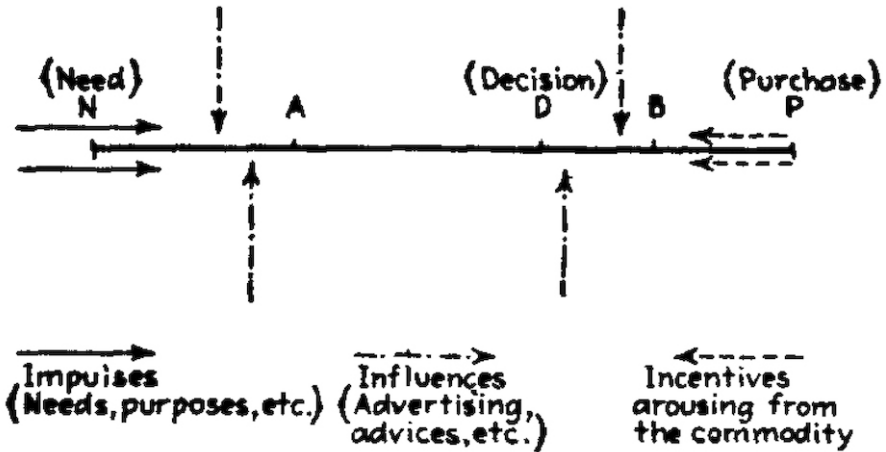 (Need) (Decision) (Purchase)
N A D B P
Impuises Influences Incentives
(Needs, purposes, etc.) (Advertising, arousing from
advices, etc.) the commodity